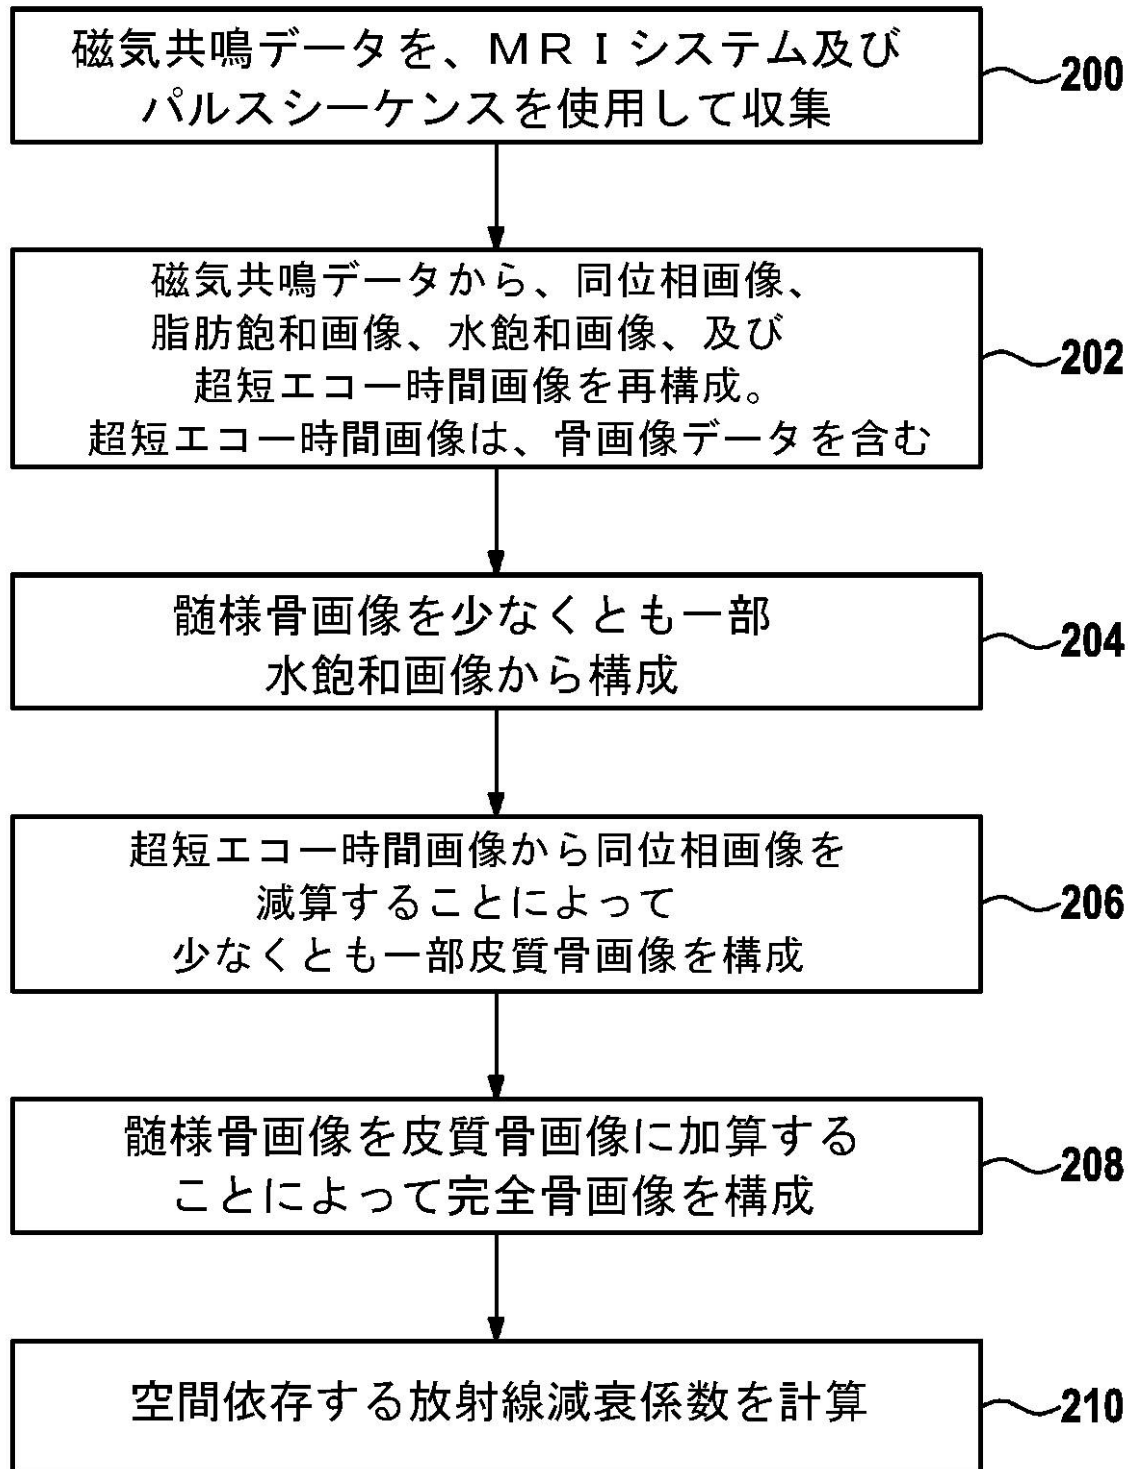 磁気共鳴データを、ＭＲＩシステム及び
パルスシーケンスを使用して収集
200
磁気共鳴データから、同位相画像、
脂肪飽和画像、水飽和画像、及び
超短エコー時間画像を再構成。
超短エコー時間画像は、骨画像データを含む
202
髄様骨画像を少なくとも一部
水飽和画像から構成
204
超短エコー時間画像から同位相画像を
減算することによって
少なくとも一部皮質骨画像を構成
206
髄様骨画像を皮質骨画像に加算する
ことによって完全骨画像を構成
208
空間依存する放射線減衰係数を計算
210